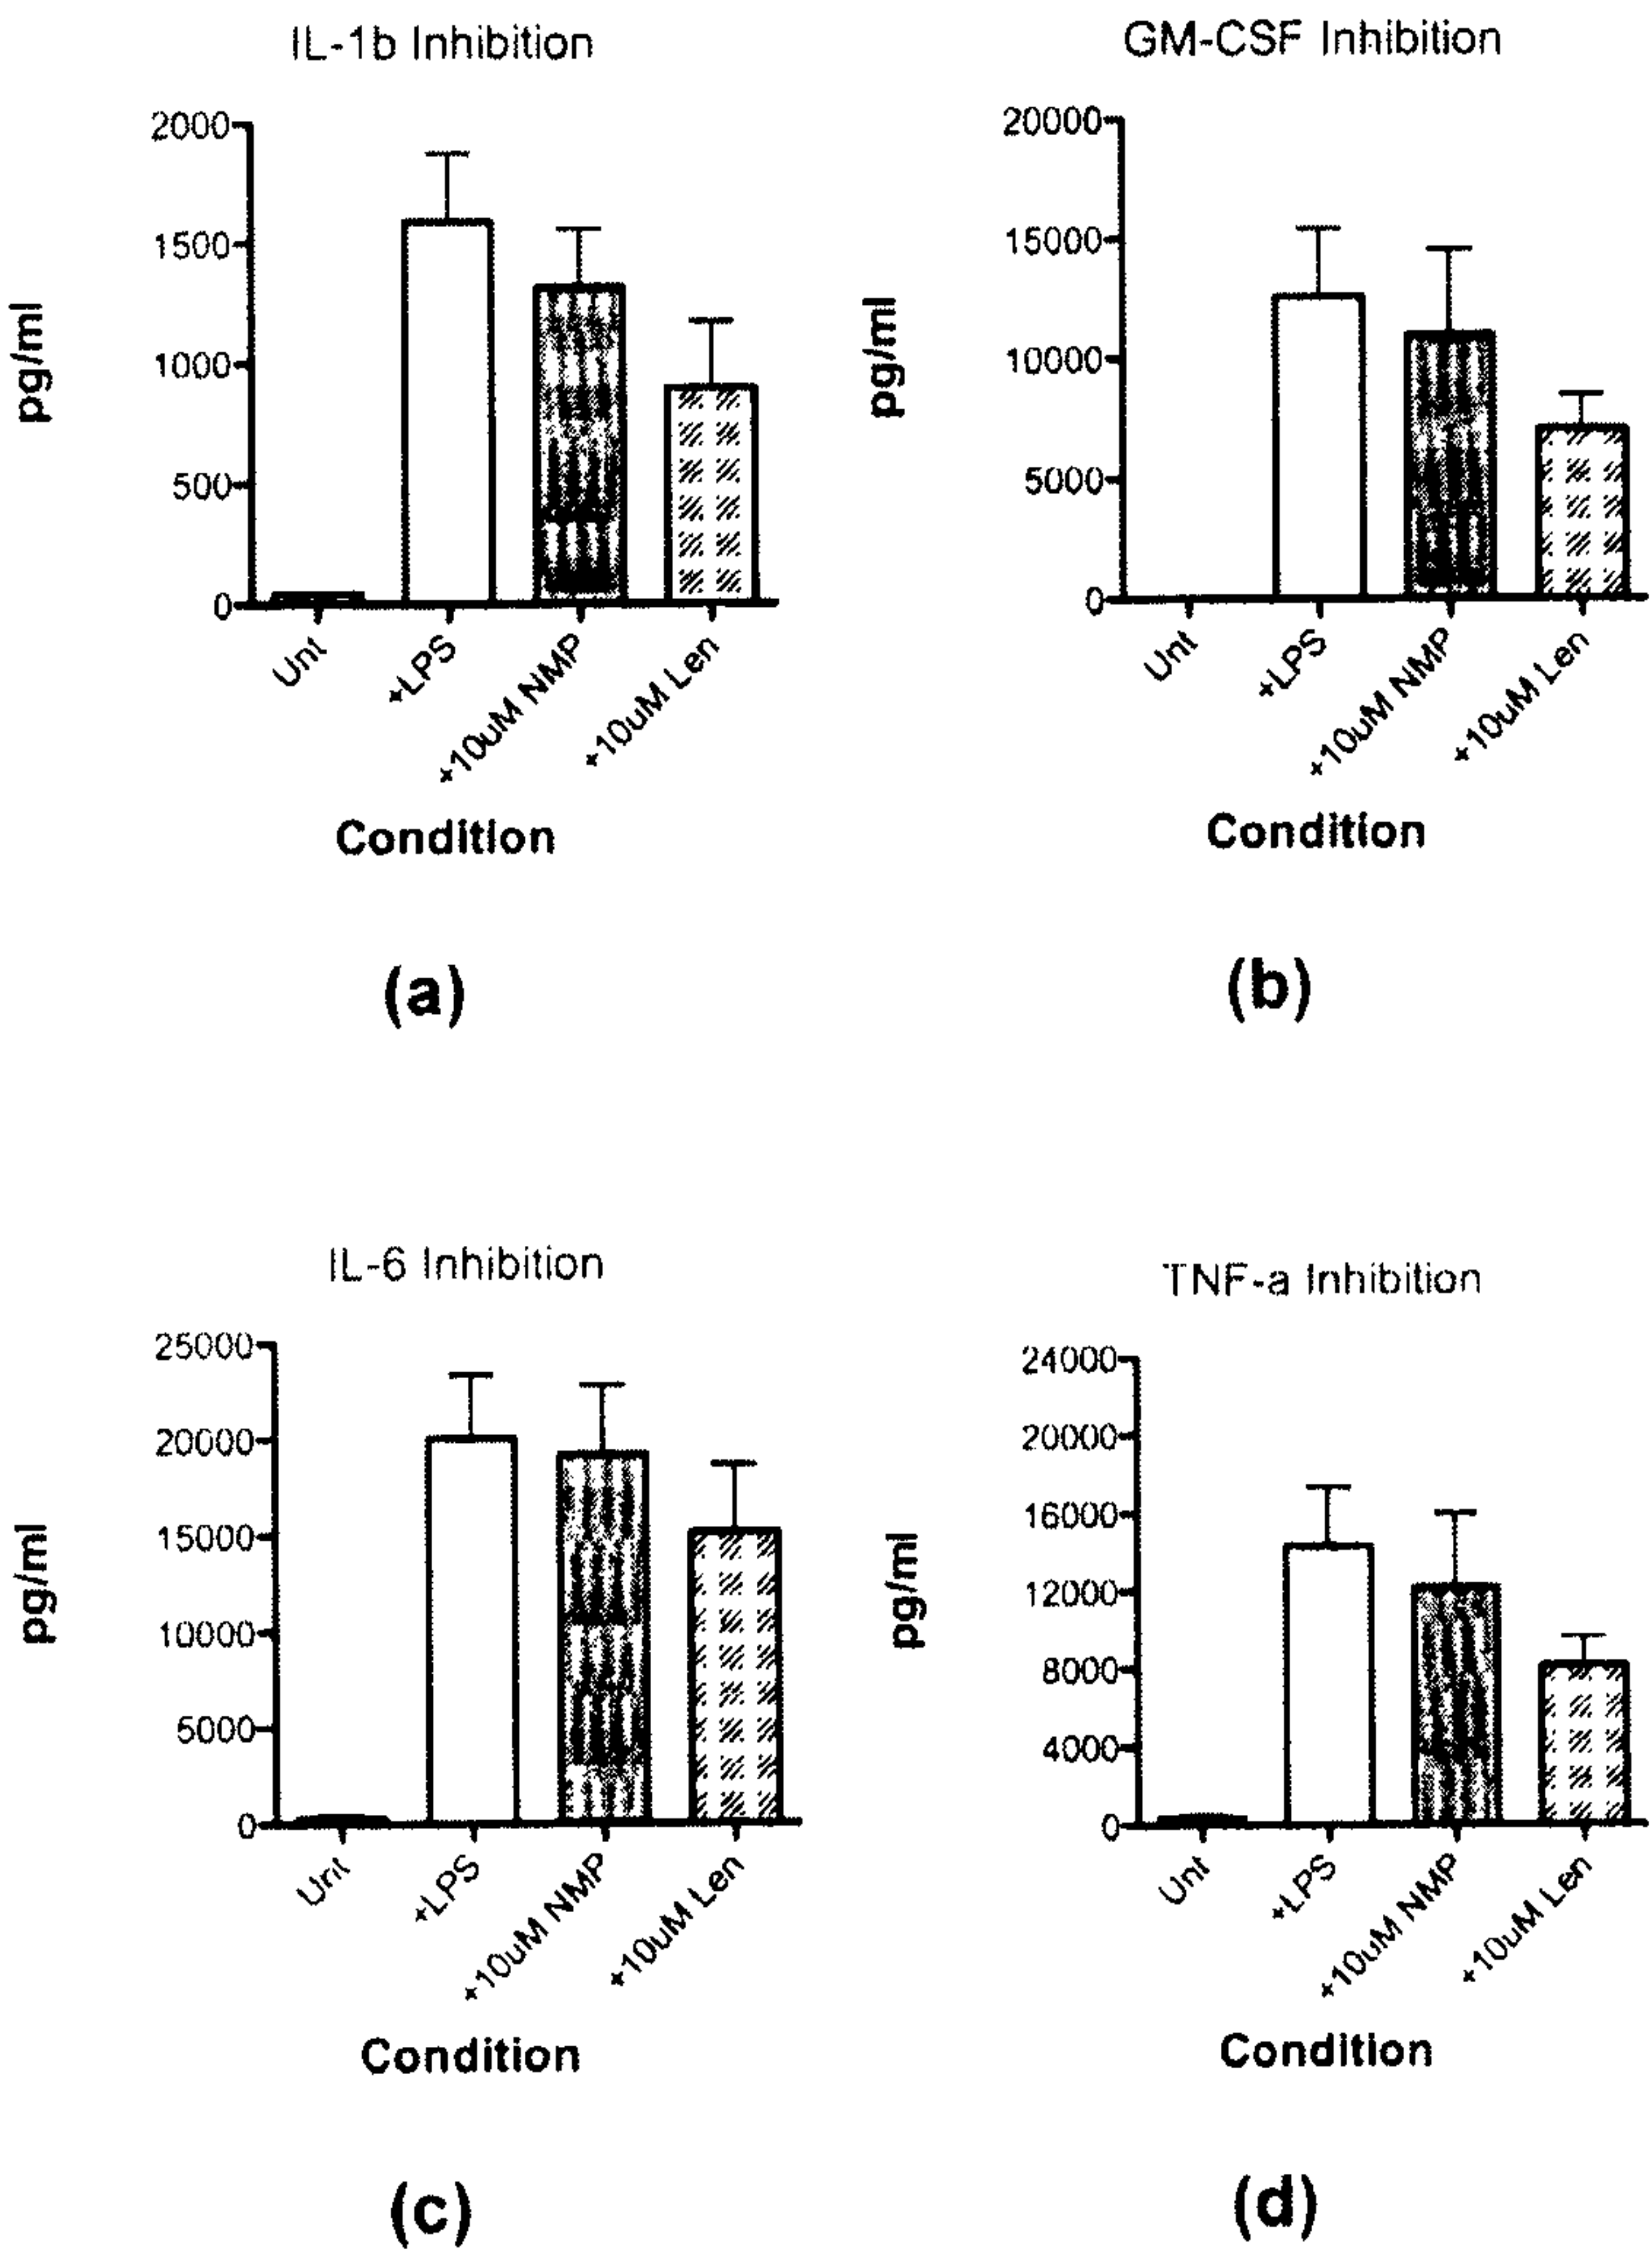 IL-1b Inhibition
pg/ml
2000
1500
1000
500
0
Unt
+LPS
+10uM NMP
+10uM Len
Condition
(a)
GM-CSF Inhibition
pg/ml
20000
15000
10000
5000
0
Unt
+LPS
+10uM NMP
+10uM Len
Condition
(b)
IL-6 Inhibition
pg/ml
25000
20000
15000
10000
5000
0
Unt
+LPS
+10uM NMP
+10uM Len
Condition
(c)
TNF-a Inhibition
pg/ml
24000
20000
16000
12000
8000
4000
0
Unt
+LPS
+10uM NMP
+10uM Len
Condition
(d)